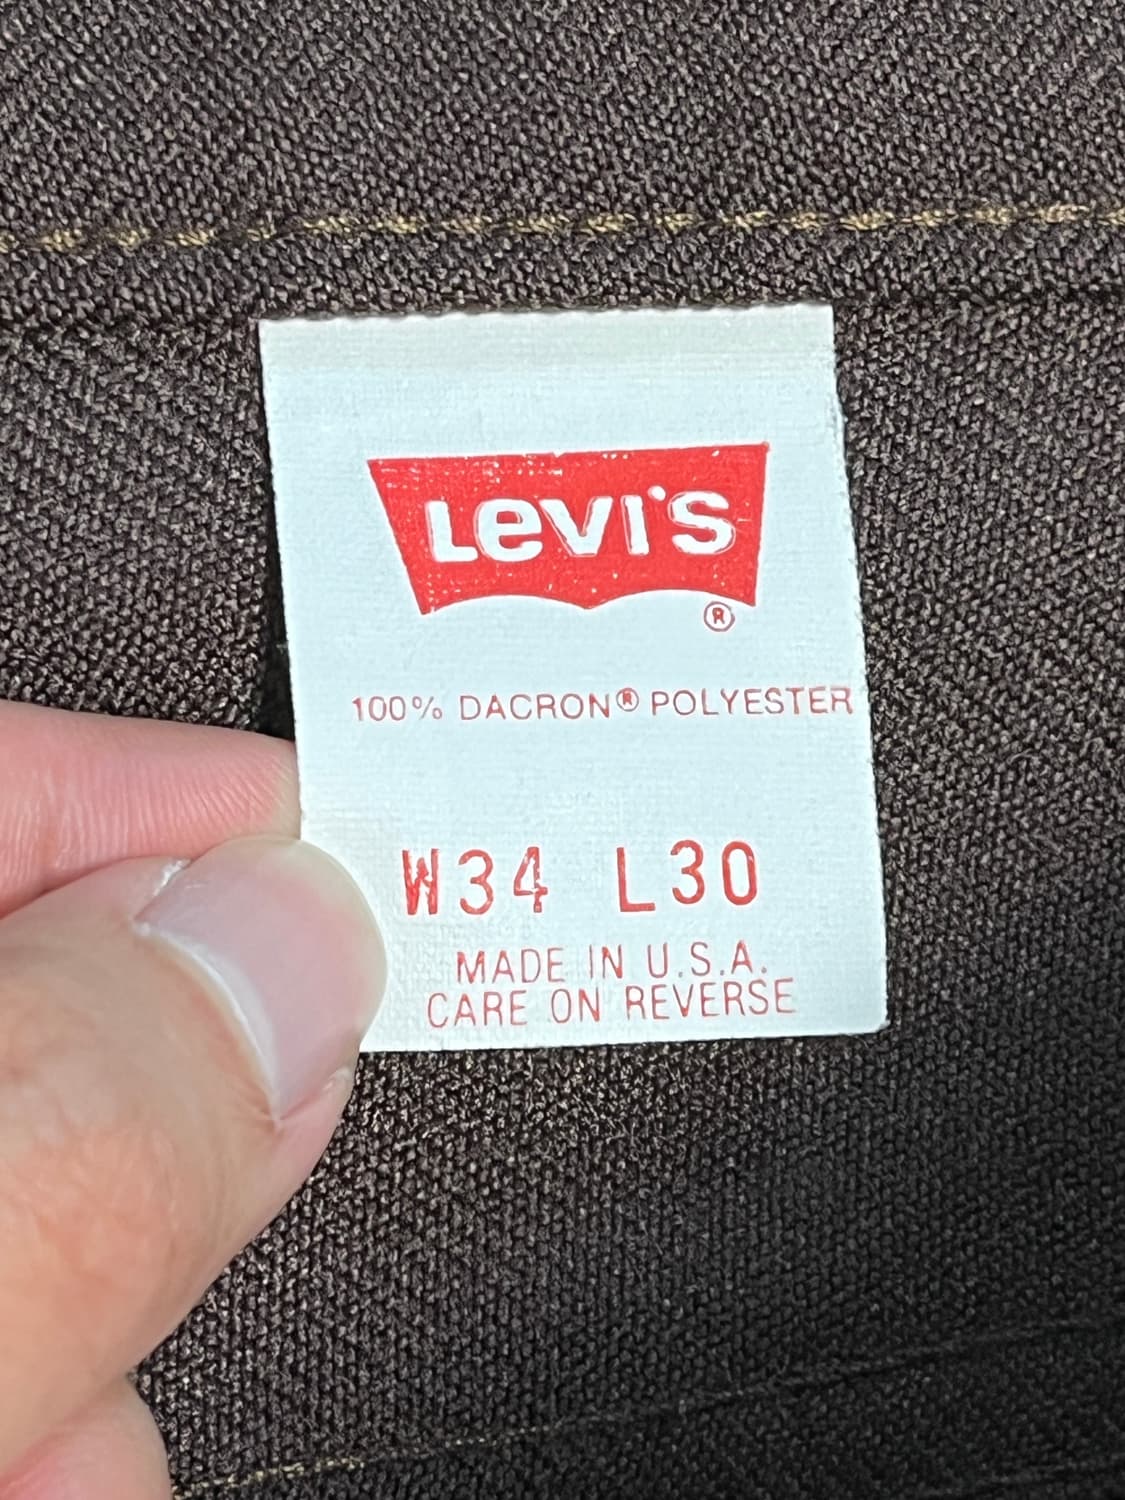 LEVI'S
®
100% DACRON® POLYESTER
W34 L30
MADE IN U.S.A.
CARE ON REVERSE